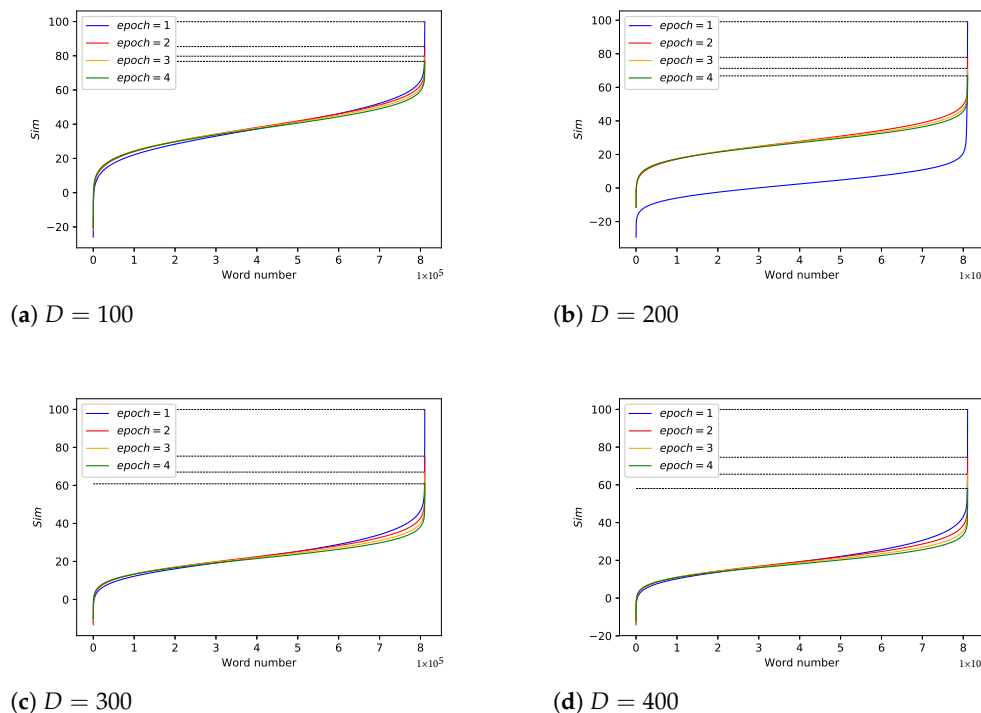 100
80
60
40
20
0
−20
Sim
epoch = 1
epoch = 2
epoch = 3
epoch = 4
0 1 2 3 4 5 6 7 8
Word number
1×10⁵
(a) D = 100
100
80
60
40
20
0
−20
Sim
epoch = 1
epoch = 2
epoch = 3
epoch = 4
0 1 2 3 4 5 6 7 8
Word number
1×10
(b) D = 200
100
80
60
40
20
0
Sim
epoch = 1
epoch = 2
epoch = 3
epoch = 4
0 1 2 3 4 5 6 7 8
Word number
1×10⁵
(c) D = 300
100
80
60
40
20
0
−20
Sim
epoch = 1
epoch = 2
epoch = 3
epoch = 4
0 1 2 3 4 5 6 7 8
Word number
1×10
(d) D = 400